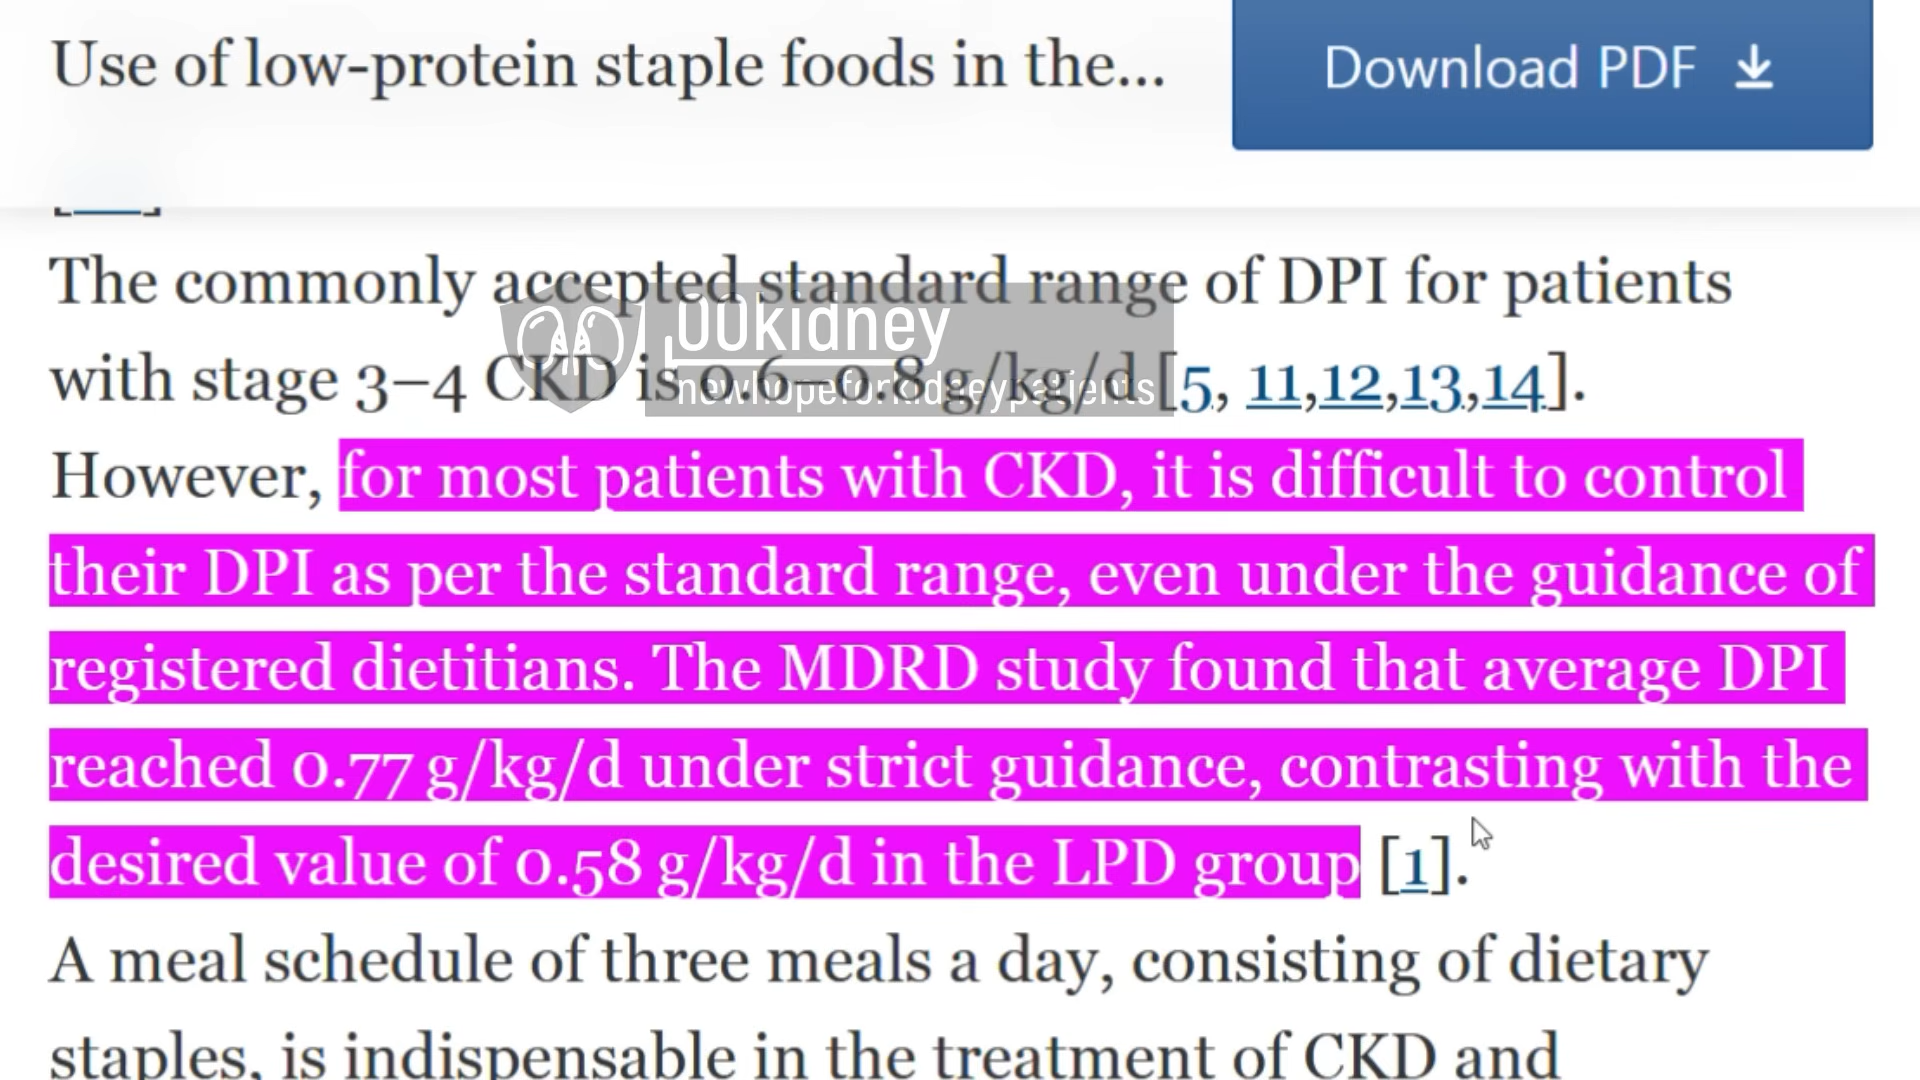 Use of low-protein staple foods in the...
Download PDF
The commonly accepted standard range of DPI for patients
with stage 3–4 CKD is 0.6–0.8 g/kg/d [5, 11,12,13,14].
00kidney
newhopeforkidneypatients
However, for most patients with CKD, it is difficult to control
their DPI as per the standard range, even under the guidance of
registered dietitians. The MDRD study found that average DPI
reached 0.77 g/kg/d under strict guidance, contrasting with the
desired value of 0.58 g/kg/d in the LPD group [1].
A meal schedule of three meals a day, consisting of dietary
staples, is indispensable in the treatment of CKD and